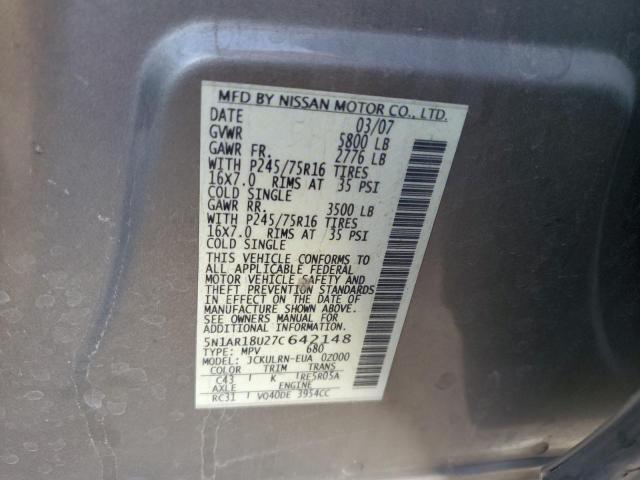 MFD BY NISSAN MOTOR CO., LTD.
DATE 03/07
GVWR 5800 LB
GAWR FR. 2776 LB
WITH P245/75R16 TIRES
16X7.0 RIMS AT 35 PSI
COLD SINGLE
GAWR RR. 3500 LB
WITH P245/75R16 TIRES
16X7.0 RIMS AT 35 PSI
COLD SINGLE
THIS VEHICLE CONFORMS TO
ALL APPLICABLE FEDERAL
MOTOR VEHICLE SAFETY AND
THEFT PREVENTION STANDARDS
IN EFFECT ON THE DATE OF
MANUFACTURE SHOWN ABOVE.
SEE OWNERS MANUAL FOR
ADDITIONAL INFORMATION.
5N1AR18U27C642148
TYPE: MPV 680
MODEL: JCKULRN-EUA 0Z000
COLOR TRIM TRANS
C43 K RE5R05A
AXLE ENGINE
RC31 VQ40DE 3954CC